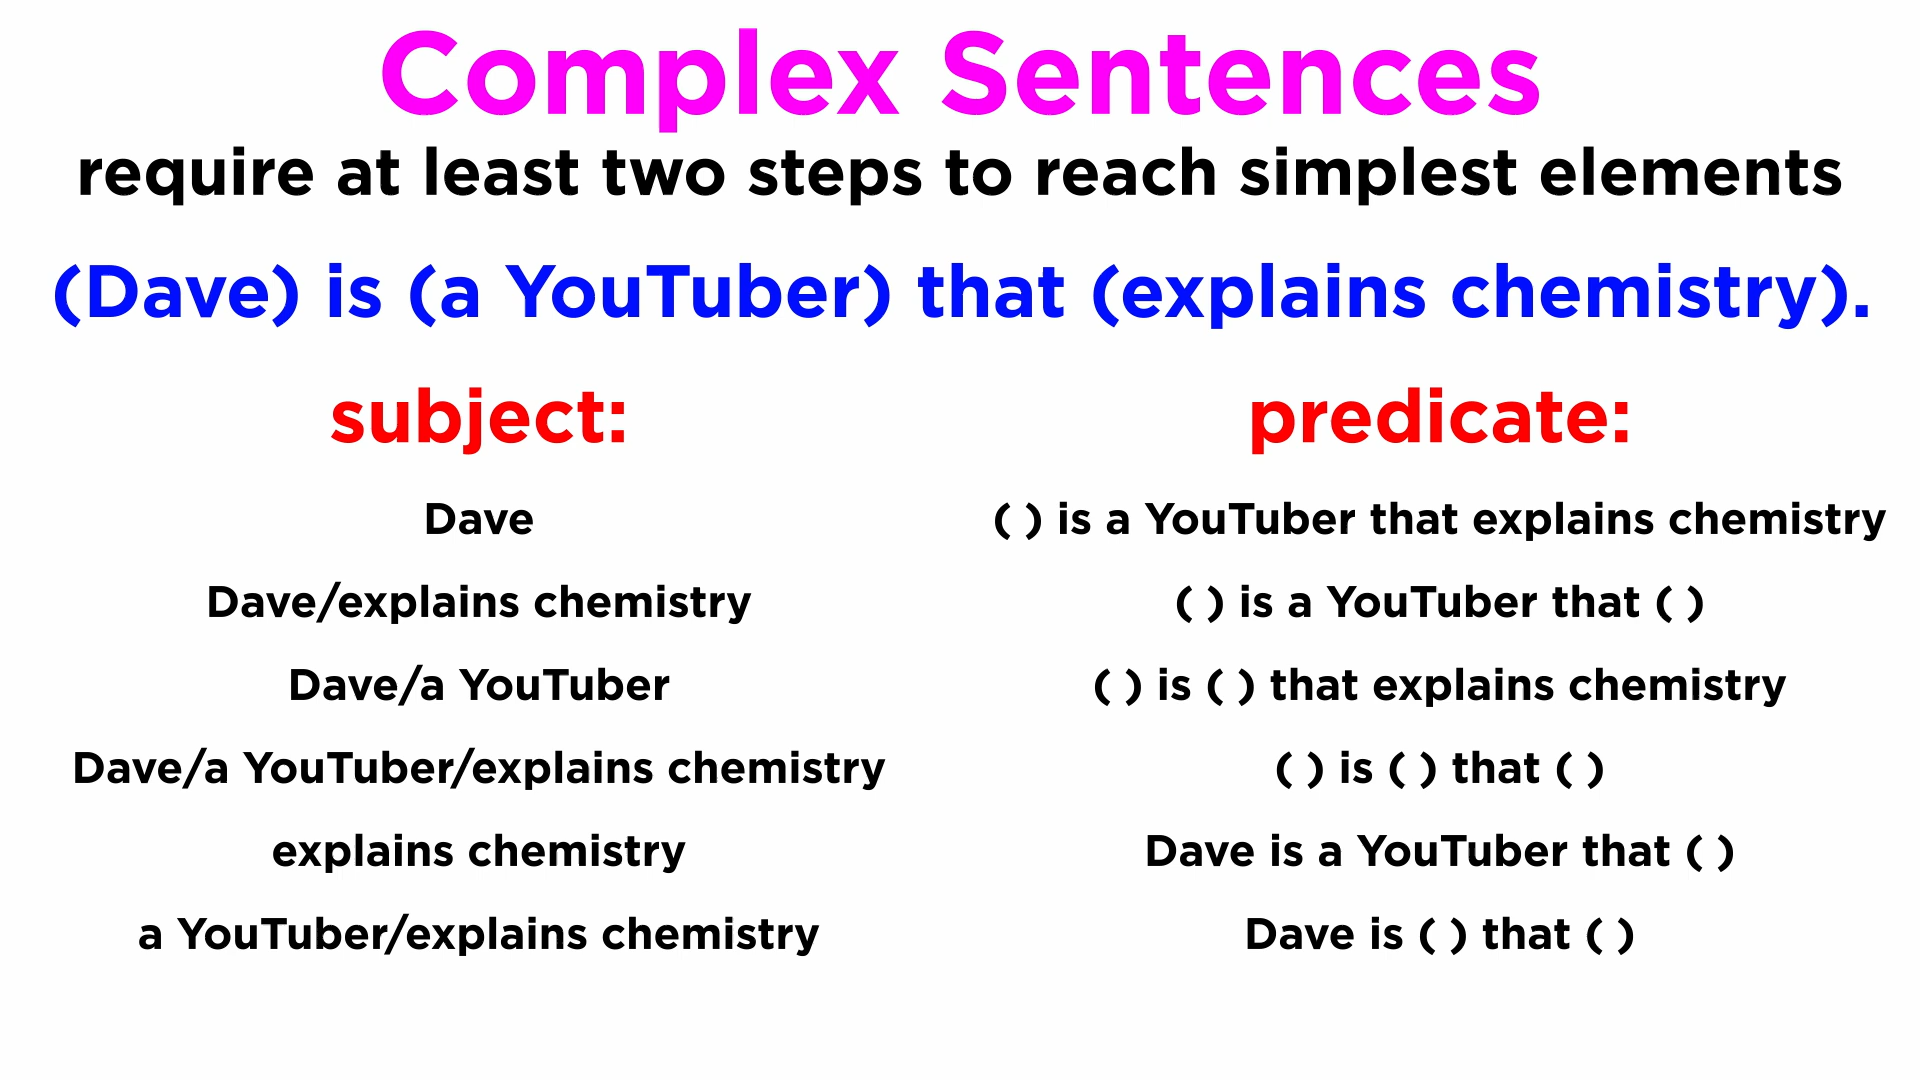 Complex Sentences
require at least two steps to reach simplest elements
(Dave) is (a YouTuber) that (explains chemistry).
subject:
predicate:
Dave
( ) is a YouTuber that explains chemistry
Dave/explains chemistry
( ) is a YouTuber that ( )
Dave/a YouTuber
( ) is ( ) that explains chemistry
Dave/a YouTuber/explains chemistry
( ) is ( ) that ( )
explains chemistry
Dave is a YouTuber that ( )
a YouTuber/explains chemistry
Dave is ( ) that ( )